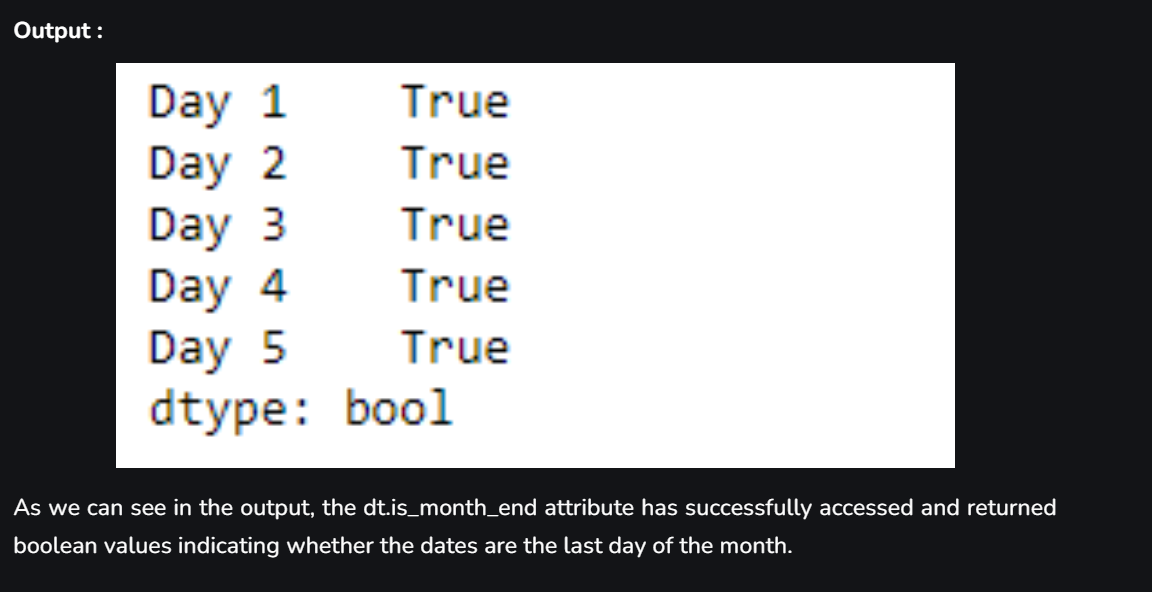 Output :
Day 1    True
Day 2    True
Day 3    True
Day 4    True
Day 5    True
dtype: bool
As we can see in the output, the dt.is_month_end attribute has successfully accessed and returned
boolean values indicating whether the dates are the last day of the month.